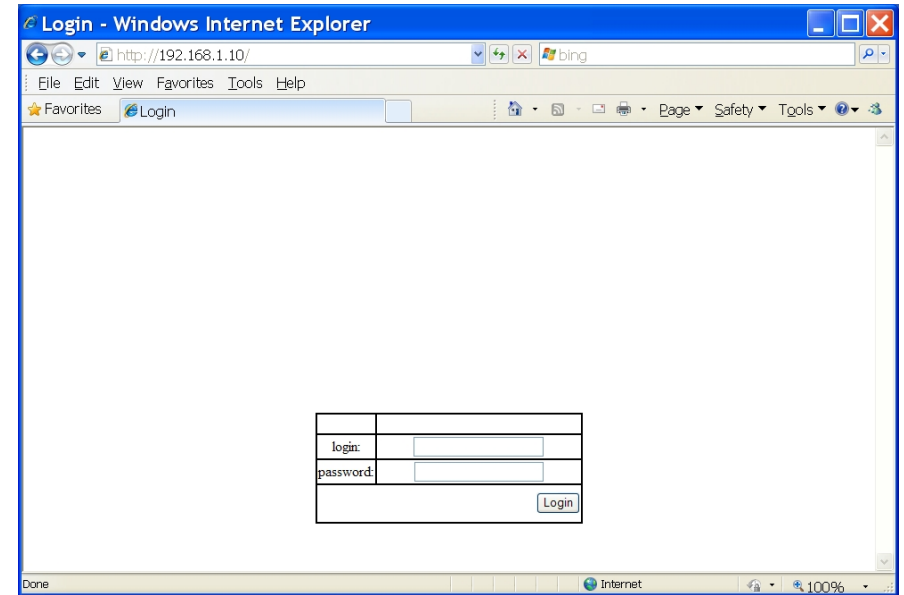 Login - Windows Internet Explorer
http://192.168.1.10/
bing
File Edit View Favorites Tools Help
Favorites Login Page Safety Tools
login:
password:
Login
Done Internet 100%